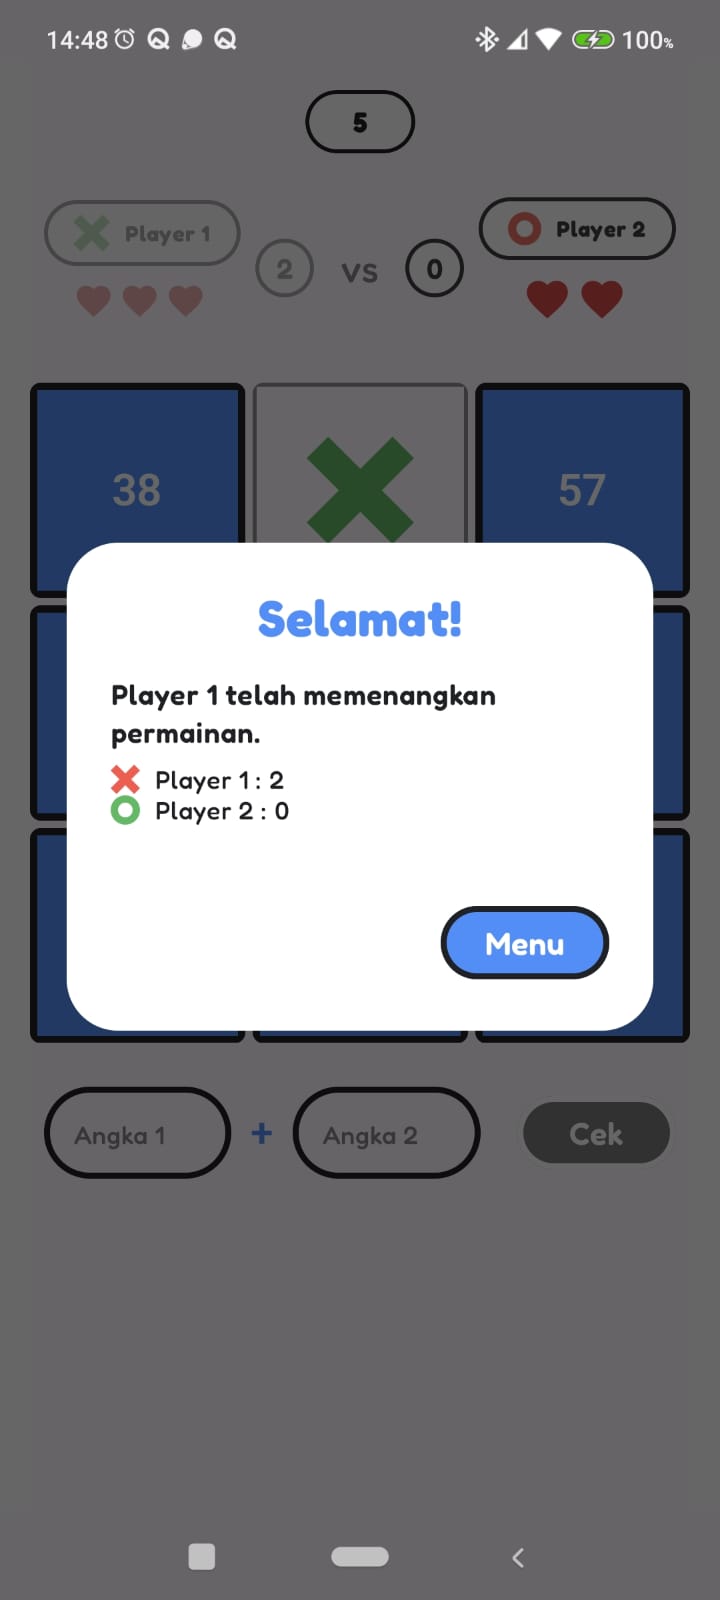 14:48
100%
5
Player 1
Player 2
2 VS 0
38
57
Selamat!
Player 1 telah memenangkan
permainan.
Player 1 : 2
Player 2 : 0
Menu
Angka 1 + Angka 2 Cek